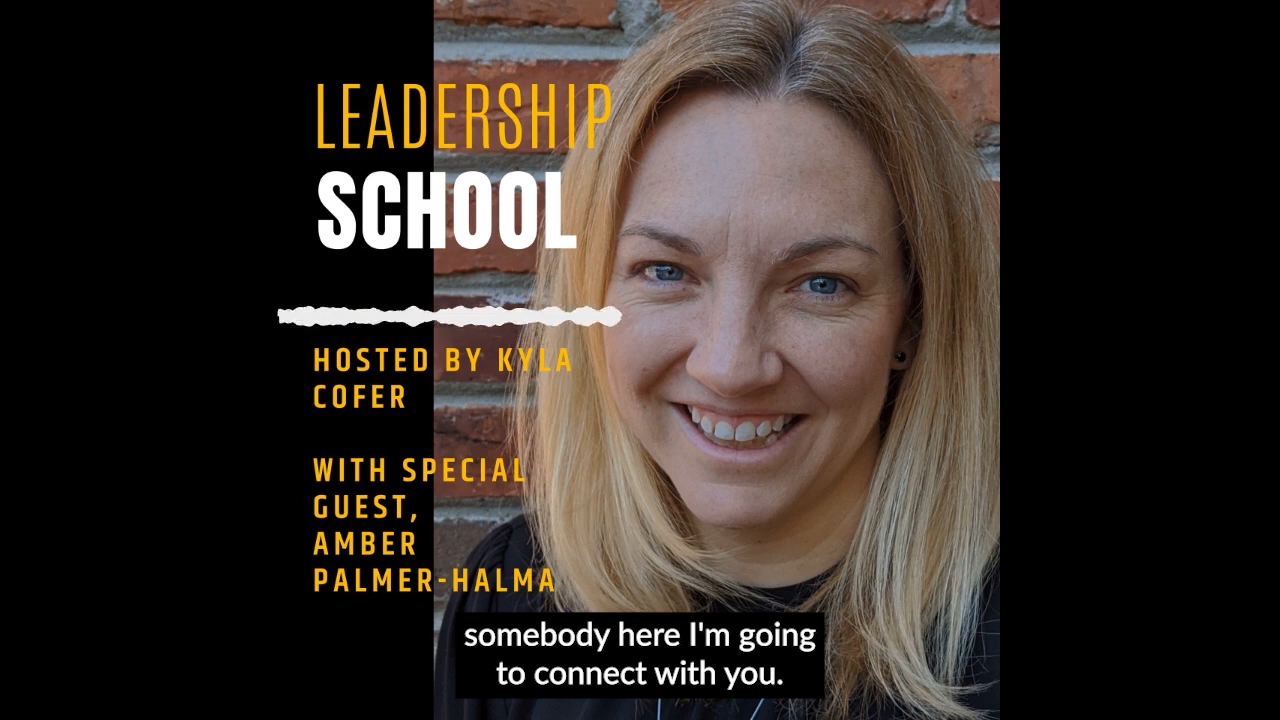 LEADERSHIP
SCHOOL
HOSTED BY KYLA
COFER
WITH SPECIAL
GUEST,
AMBER
PALMER-HALMA
somebody here I'm going
to connect with you.